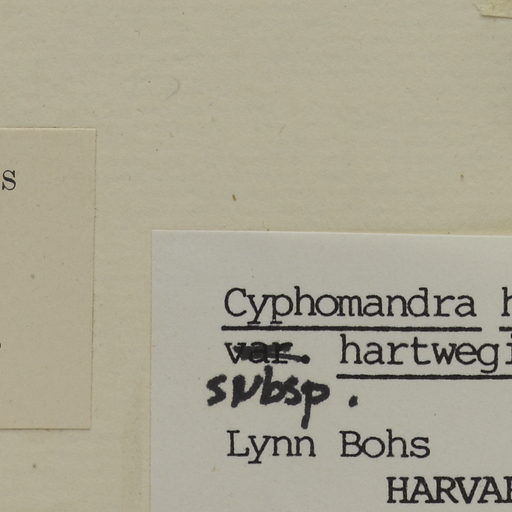 s
Cyphomandra h
var. hartwegi
subsp.
Lynn Bohs
HARVAR